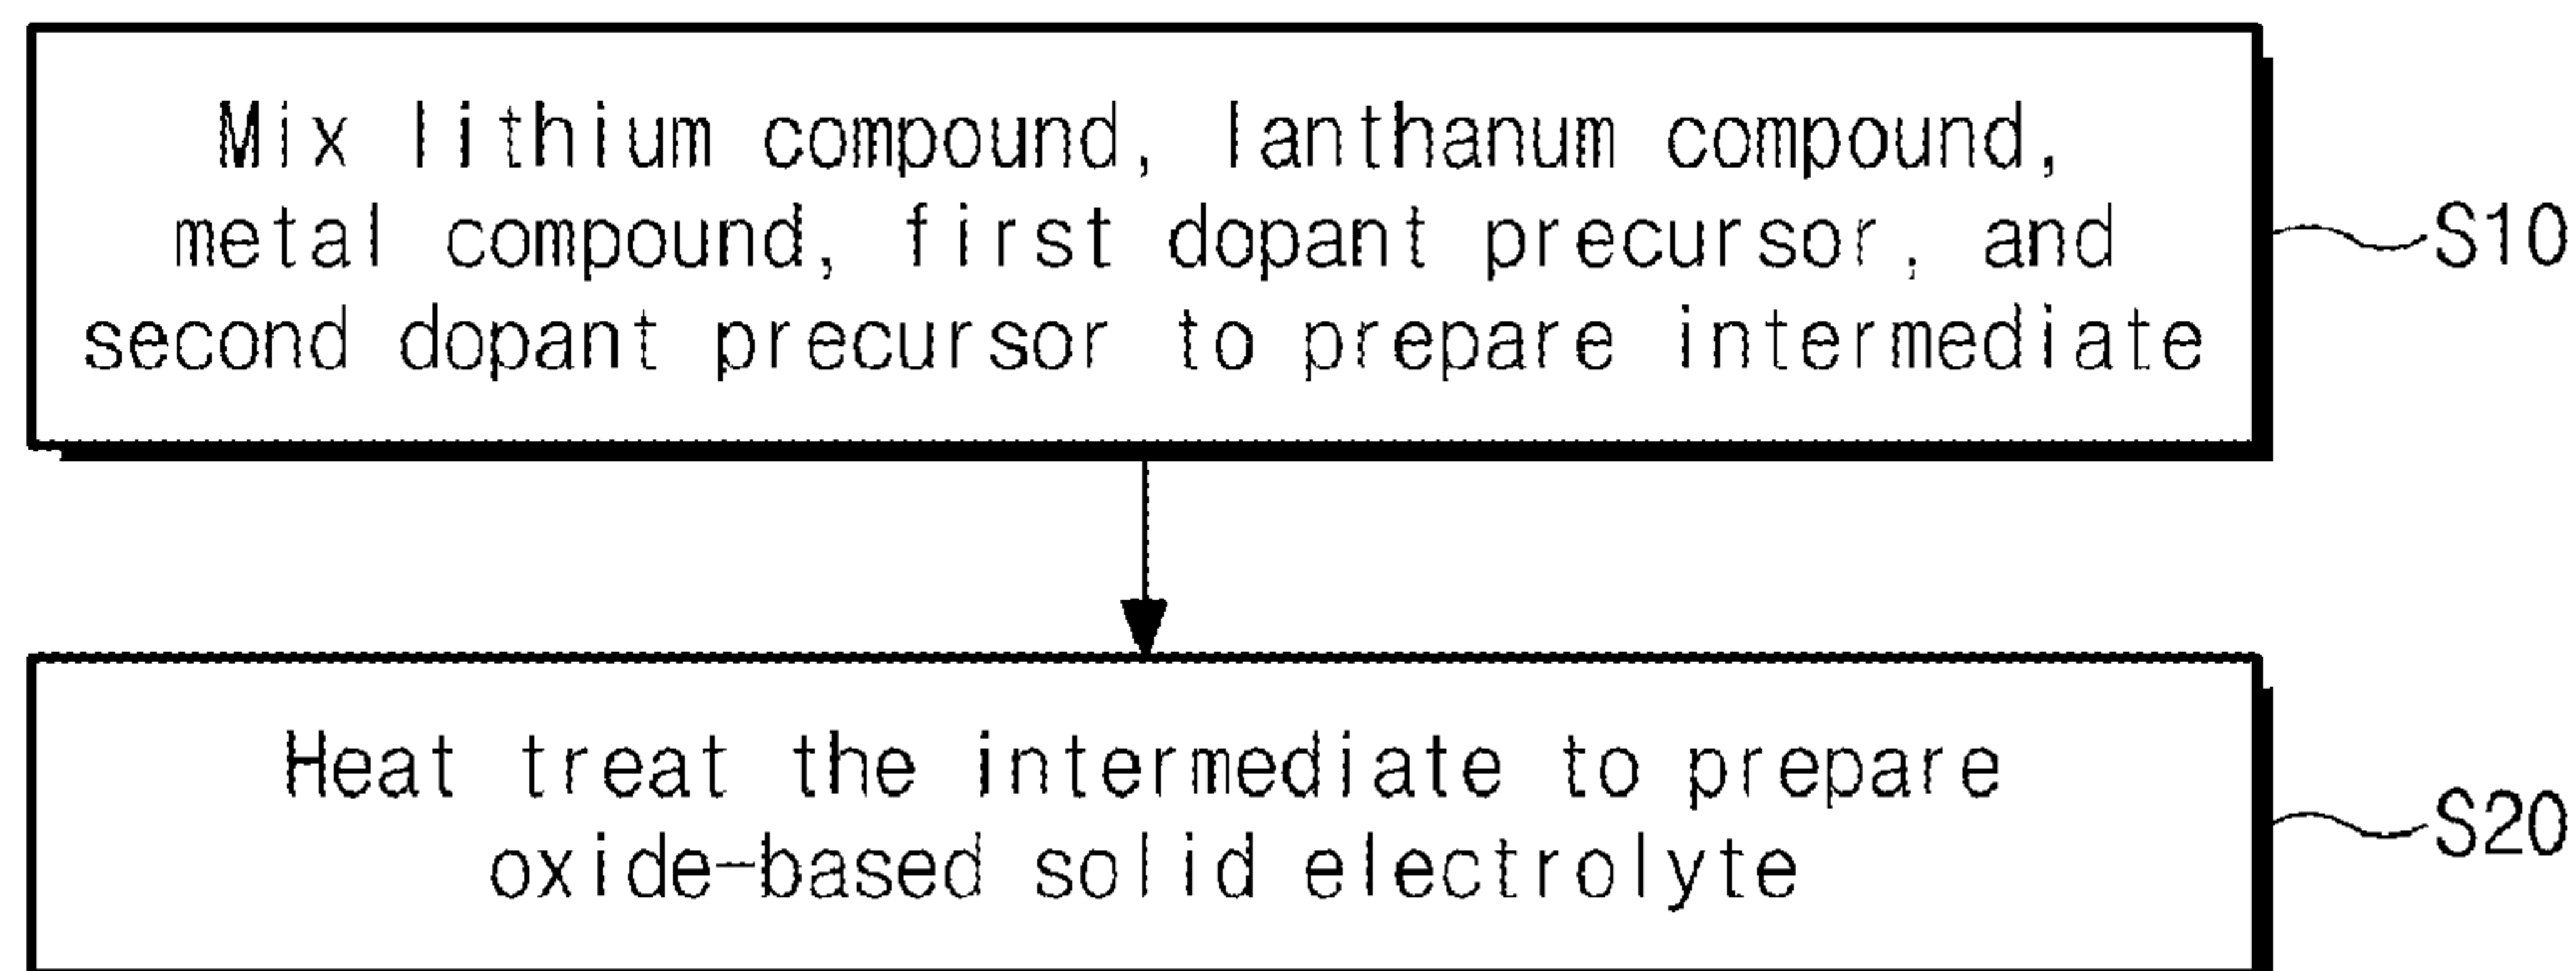 Mix lithium compound, lanthanum compound,
metal compound, first dopant precursor, and
second dopant precursor to prepare intermediate
S10
Heat treat the intermediate to prepare
oxide-based solid electrolyte
S20